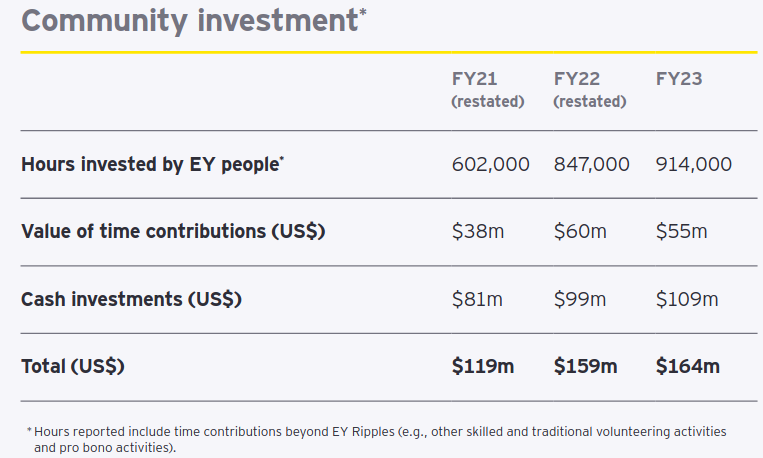 Community investment*
FY21 FY22 FY23
(restated) (restated)
Hours invested by EY people* 602,000 847,000 914,000
Value of time contributions (US$) $38m $60m $55m
Cash investments (US$) $81m $99m $109m
Total (US$) $119m $159m $164m
* Hours reported include time contributions beyond EY Ripples (e.g., other skilled and traditional volunteering activities
and pro bono activities).